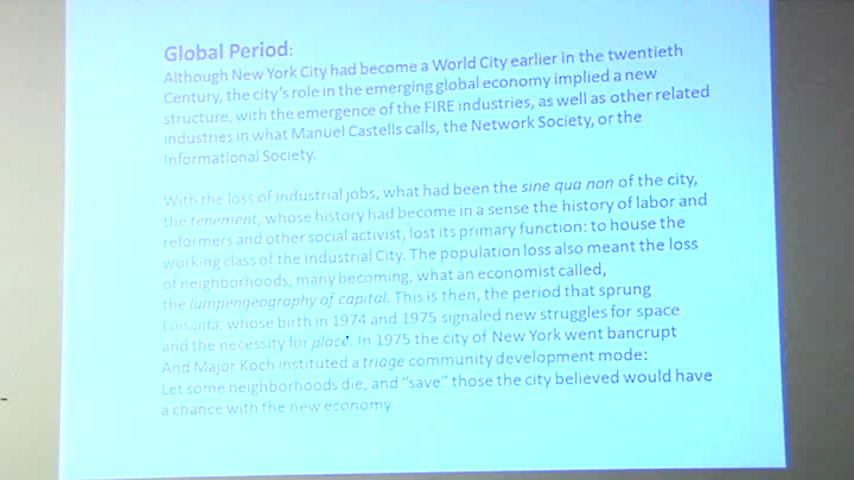 Global Period:
Although New York City had become a World City earlier in the twentieth
Century, the city's role in the emerging global economy implied a new
structure, with the emergence of the FIRE industries, as well as other related
industries in what Manuel Castells calls, the Network Society, or the
Informational Society.
With the loss of industrial jobs, what had been the sine qua non of the city,
the tenement, whose history had become in a sense the history of labor and
reformers and other social activist, lost its primary function: to house the
working class of the Industrial City. The population loss also meant the loss
of neighborhoods, many becoming, what an economist called,
the lumpengeography of capital. This is then, the period that sprung
Loisaida, whose birth in 1974 and 1975 signaled new struggles for space
and the necessity for place. In 1975 the city of New York went bancrupt
And Major Koch instituted a triage community development mode:
Let some neighborhoods die, and "save" those the city believed would have
a chance with the new economy